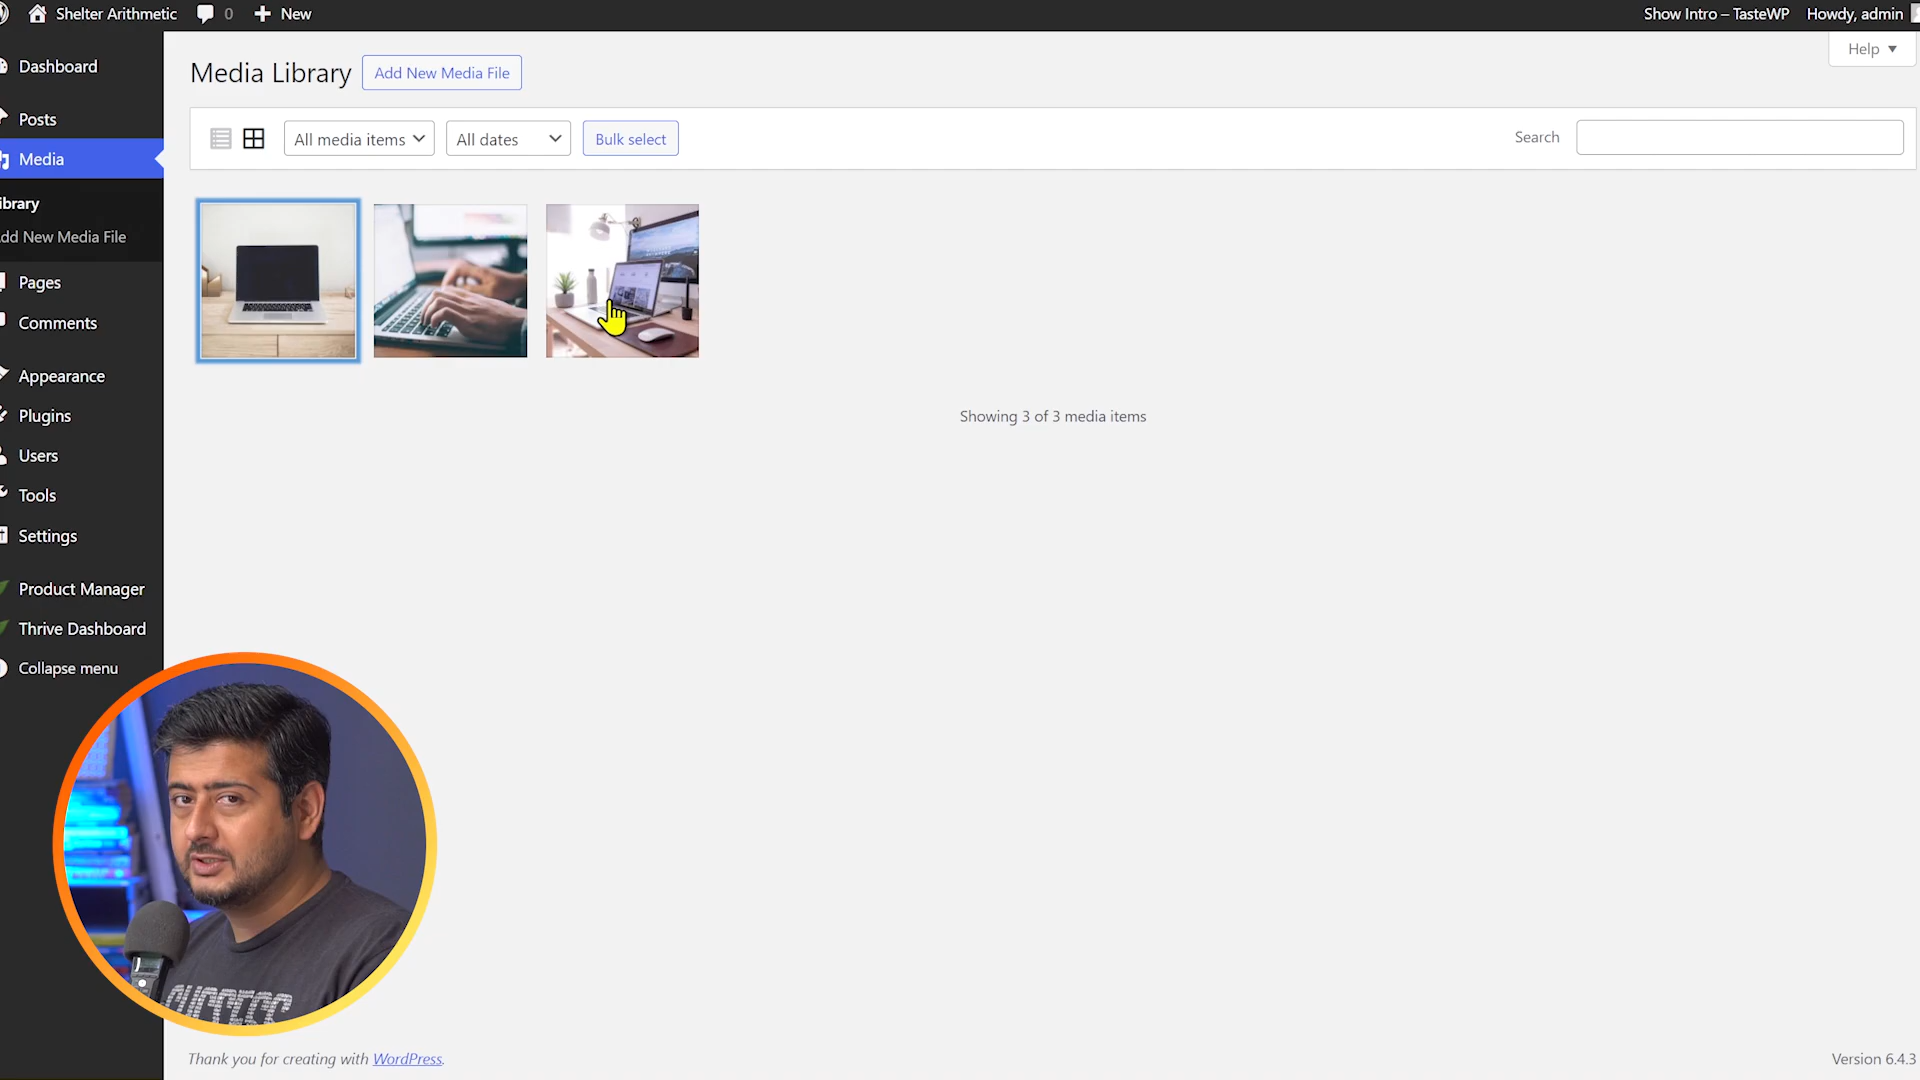 Shelter Arithmetic 0 New Show Intro – TasteWP Howdy, admin
Help
Dashboard
Posts
Media
ibrary
dd New Media File
Pages
Comments
Appearance
Plugins
Users
Tools
Settings
Product Manager
Thrive Dashboard
Collapse menu
Media Library Add New Media File
All media items All dates Bulk select Search
Showing 3 of 3 media items
SUCCESS
Thank you for creating with WordPress. Version 6.4.3